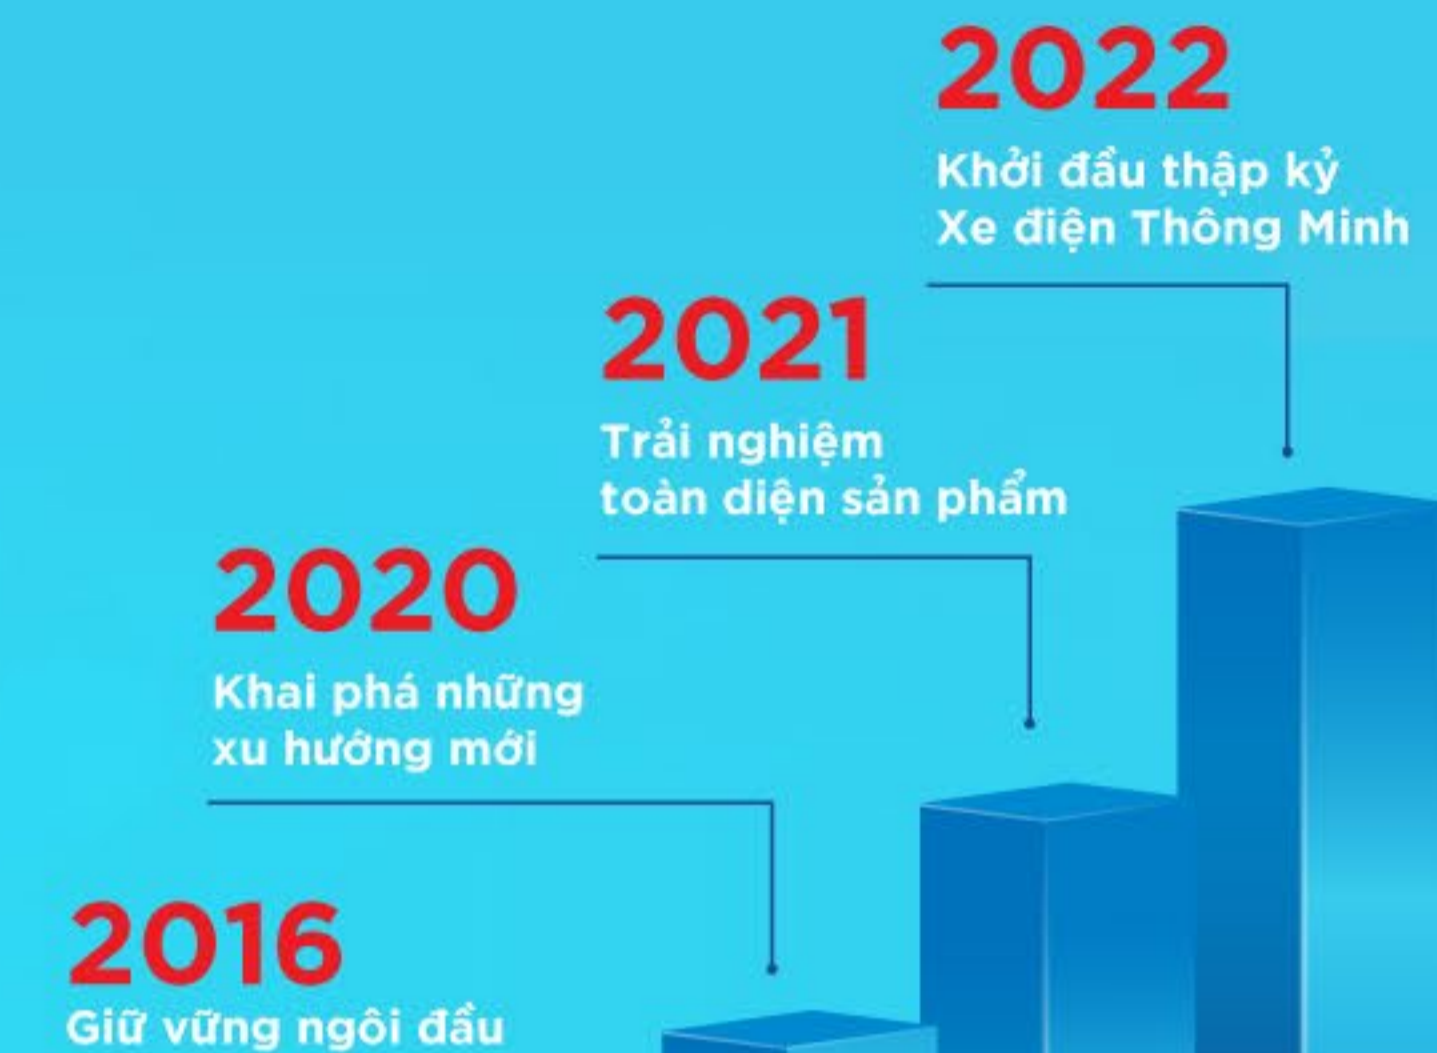 2022
Khởi đầu thập kỷ
Xe điện Thông Minh
2021
Trải nghiệm
toàn diện sản phẩm
2020
Khai phá những
xu hướng mới
2016
Giữ vững ngôi đầu